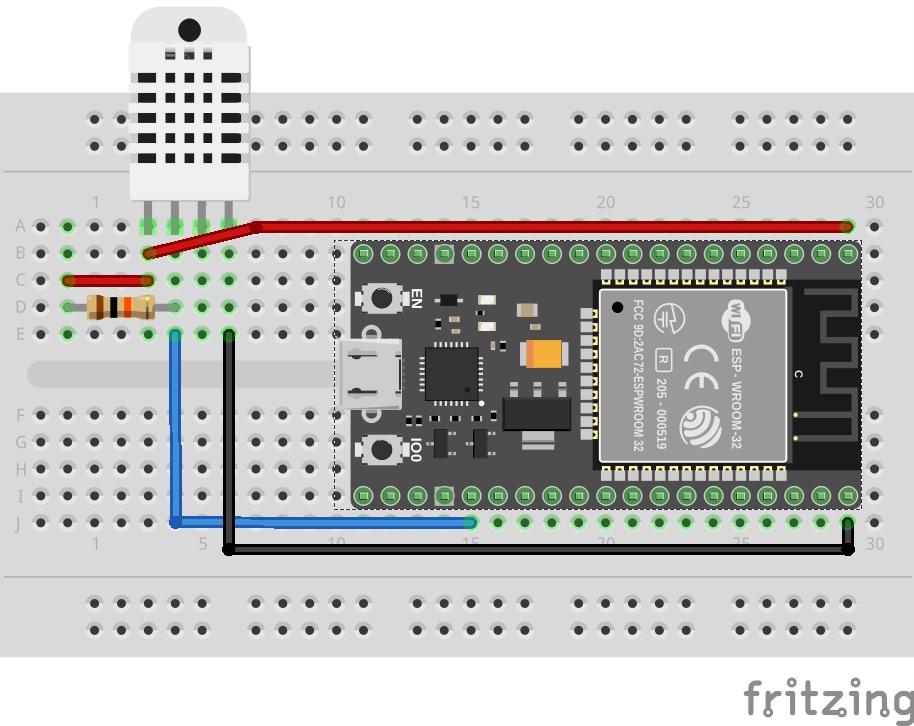 1 10 15 20 25 30
A
B
C
D
E
EN
WiFi
ESP - WROOM-32
CE
R
205 - 000519
FCC 9D:2AC72-ESPWROOM 32
C
IO0
F
G
H
I
J
1 5 10 15 20 25 30
fritzing